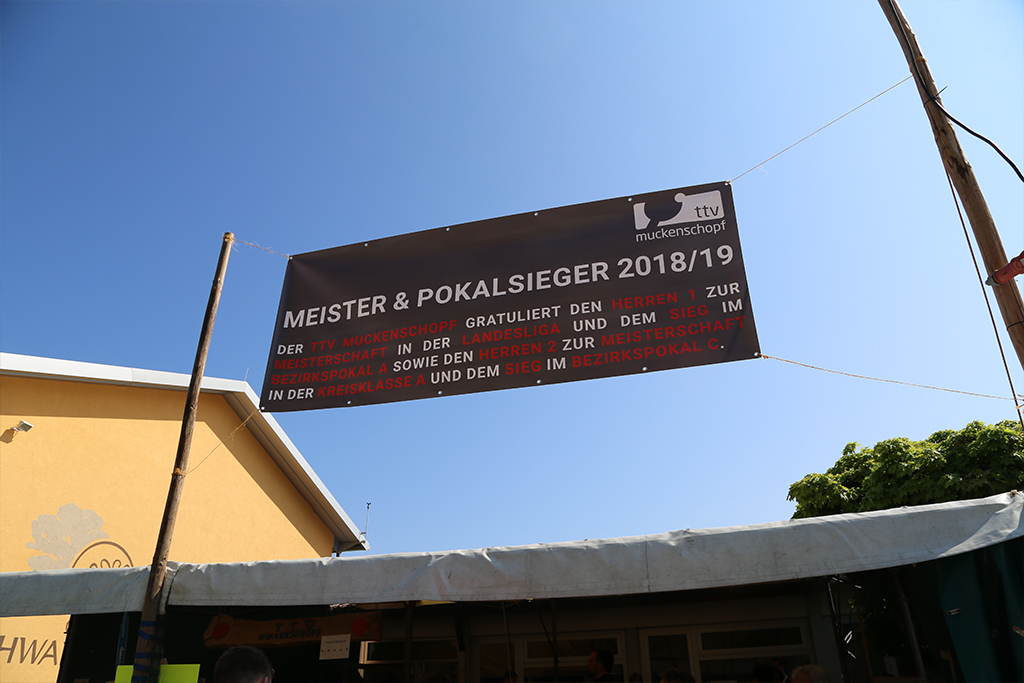 ttv
muckenschopf
MEISTER & POKALSIEGER 2018/19
DER TTV MUCKENSCHOPF GRATULIERT DEN HERREN 1 ZUR
MEISTERSCHAFT IN DER LANDESLIGA UND DEM SIEG IM
BEZIRKSPOKAL A SOWIE DEN HERREN 2 ZUR MEISTERSCHAFT
IN DER KREISKLASSE A UND DEM SIEG IM BEZIRKSPOKAL C.
HWA